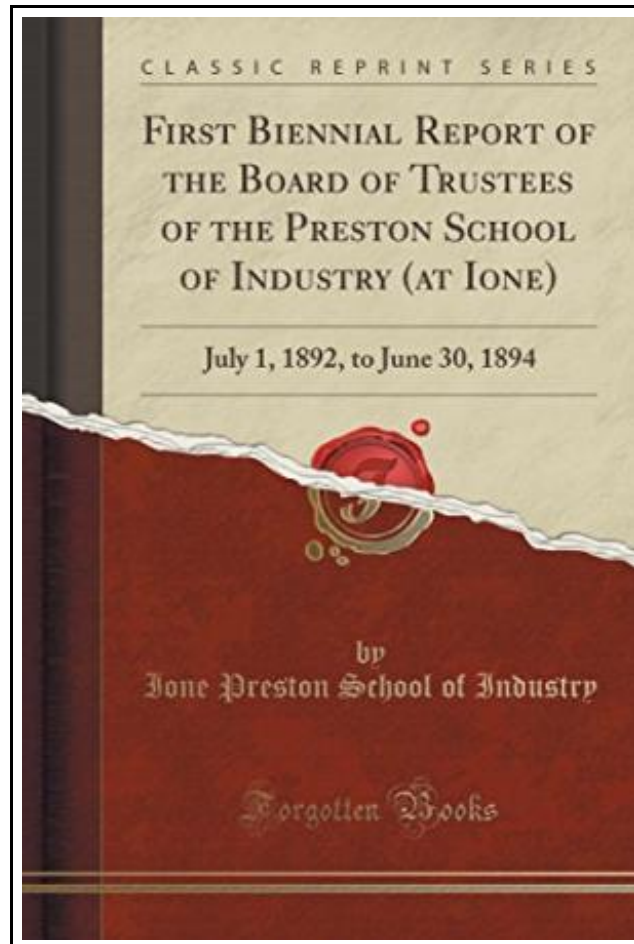 CLASSIC REPRINT SERIES
FIRST BIENNIAL REPORT OF
THE BOARD OF TRUSTEES
OF THE PRESTON SCHOOL
OF INDUSTRY (AT IONE)
July 1, 1892, to June 30, 1894
by
Ione Preston School of Industry
Forgotten Books